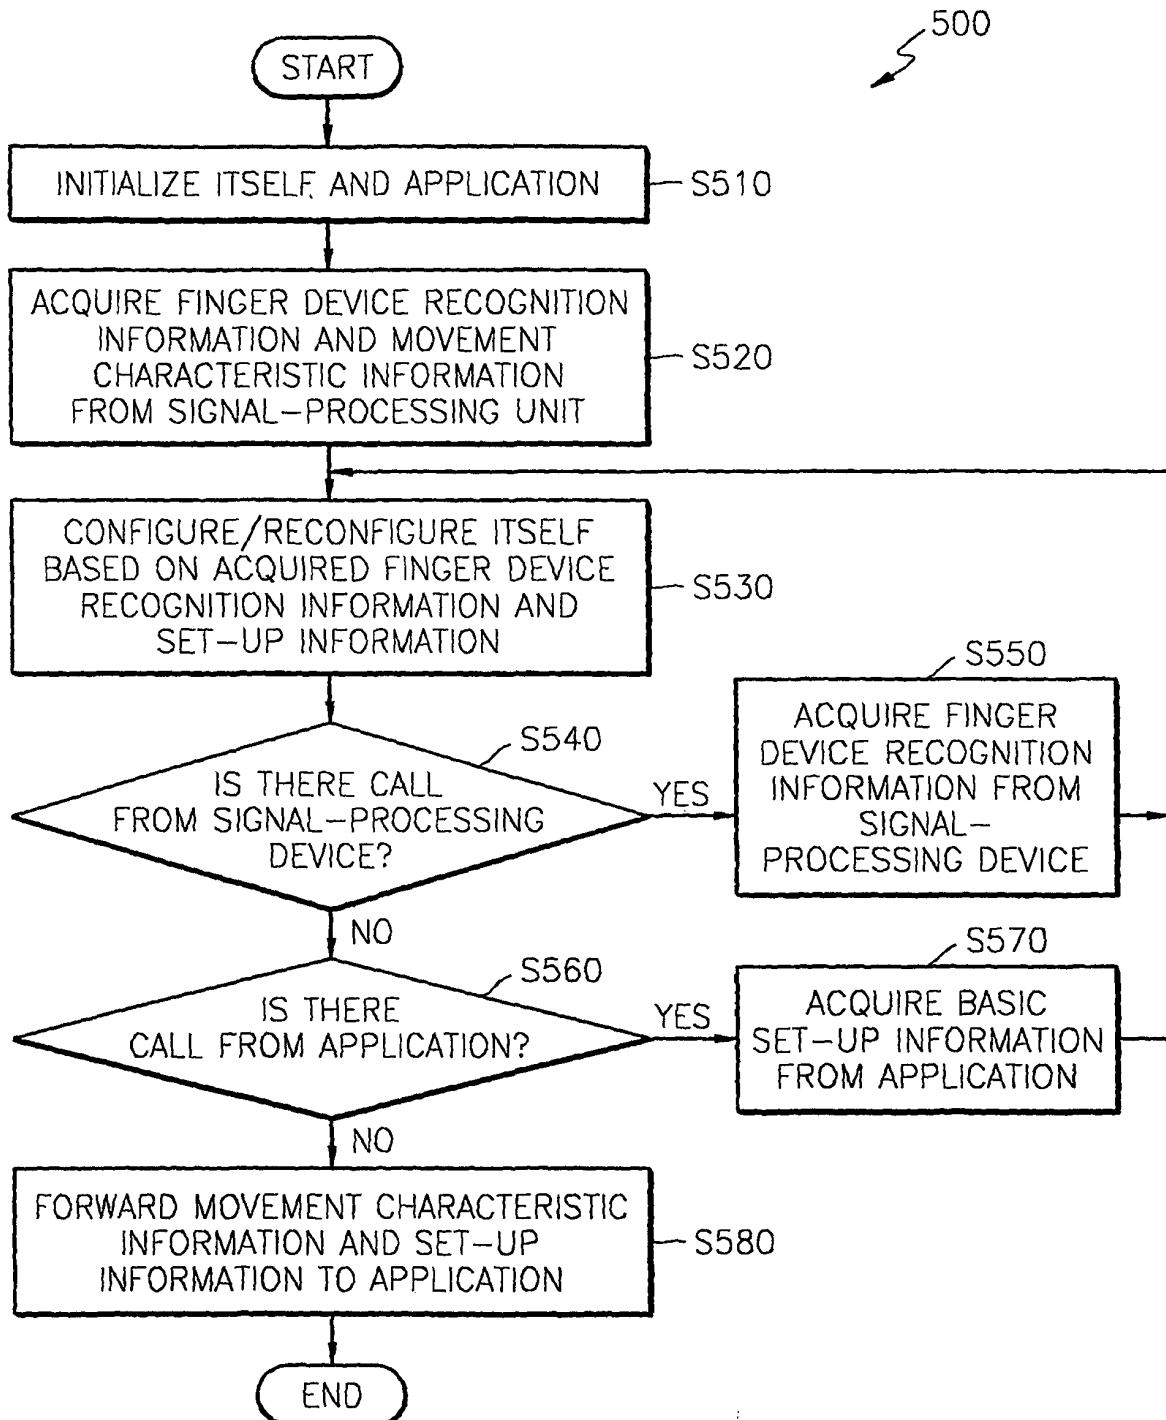 500
START
INITIALIZE ITSELF AND APPLICATION
S510
ACQUIRE FINGER DEVICE RECOGNITION
INFORMATION AND MOVEMENT
CHARACTERISTIC INFORMATION
FROM SIGNAL-PROCESSING UNIT
S520
CONFIGURE/RECONFIGURE ITSELF
BASED ON ACQUIRED FINGER DEVICE
RECOGNITION INFORMATION AND
SET-UP INFORMATION
S530
S540
IS THERE CALL
FROM SIGNAL-PROCESSING
DEVICE?
YES
S550
ACQUIRE FINGER
DEVICE RECOGNITION
INFORMATION FROM
SIGNAL-
PROCESSING DEVICE
NO
S560
IS THERE
CALL FROM APPLICATION?
YES
S570
ACQUIRE BASIC
SET-UP INFORMATION
FROM APPLICATION
NO
FORWARD MOVEMENT CHARACTERISTIC
INFORMATION AND SET-UP
INFORMATION TO APPLICATION
S580
END